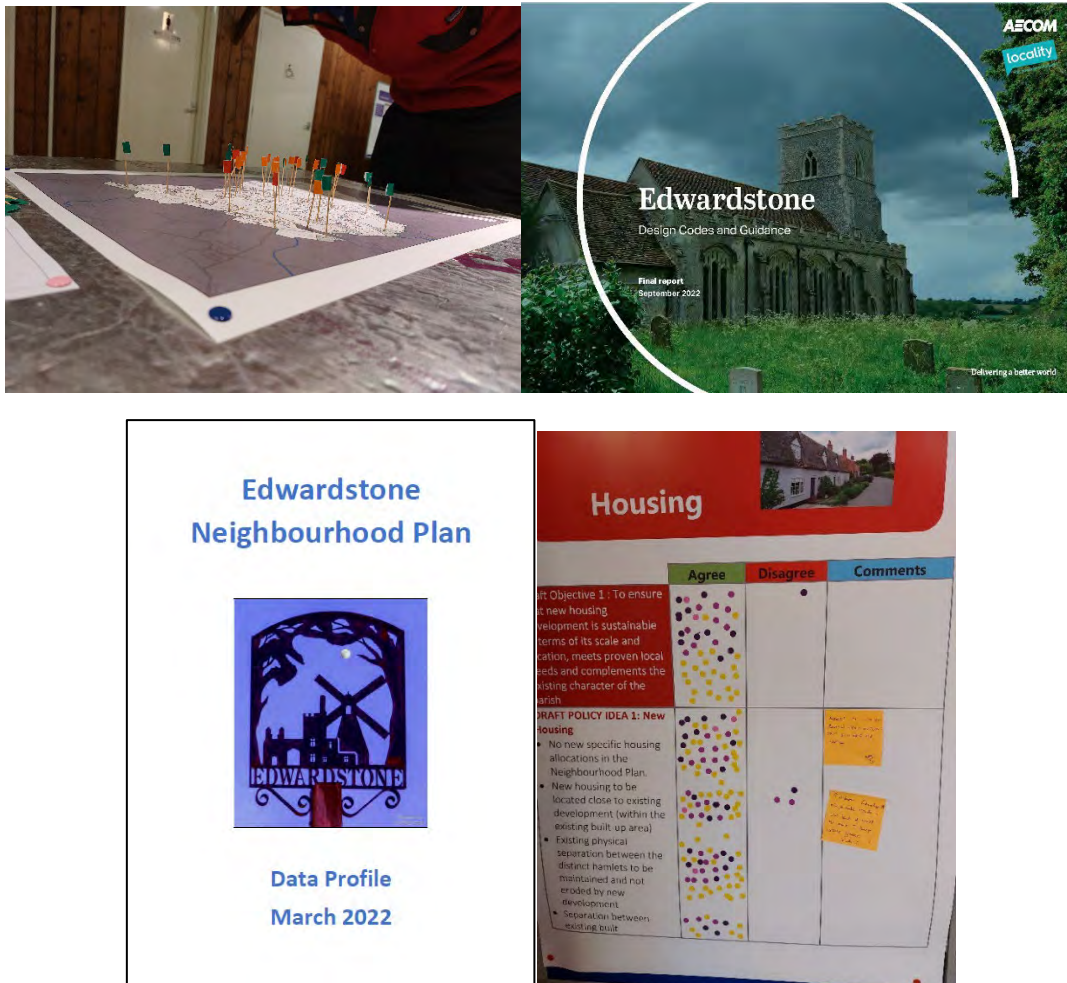 AECOM
locality
Edwardstone
Design Codes and Guidance
Final report
September 2022
Delivering a better world
Edwardstone
Neighbourhood Plan
EDWARDSTONE
Data Profile
March 2022
Housing
Agree Disagree Comments
ft Objective 1 : To ensure
t new housing
velopment is sustainable
terms of its scale and
cation, meets proven local
eeds and complements the
xisting character of the
arish
DRAFT POLICY IDEA 1: New
Housing
• No new specific housing
allocations in the
Neighbourhood Plan.
• New housing to be
located close to existing
development (within the
existing built up area)
• Existing physical
separation between the
distinct hamlets to be
maintained and not
eroded by new
development
• Separation between
existing built